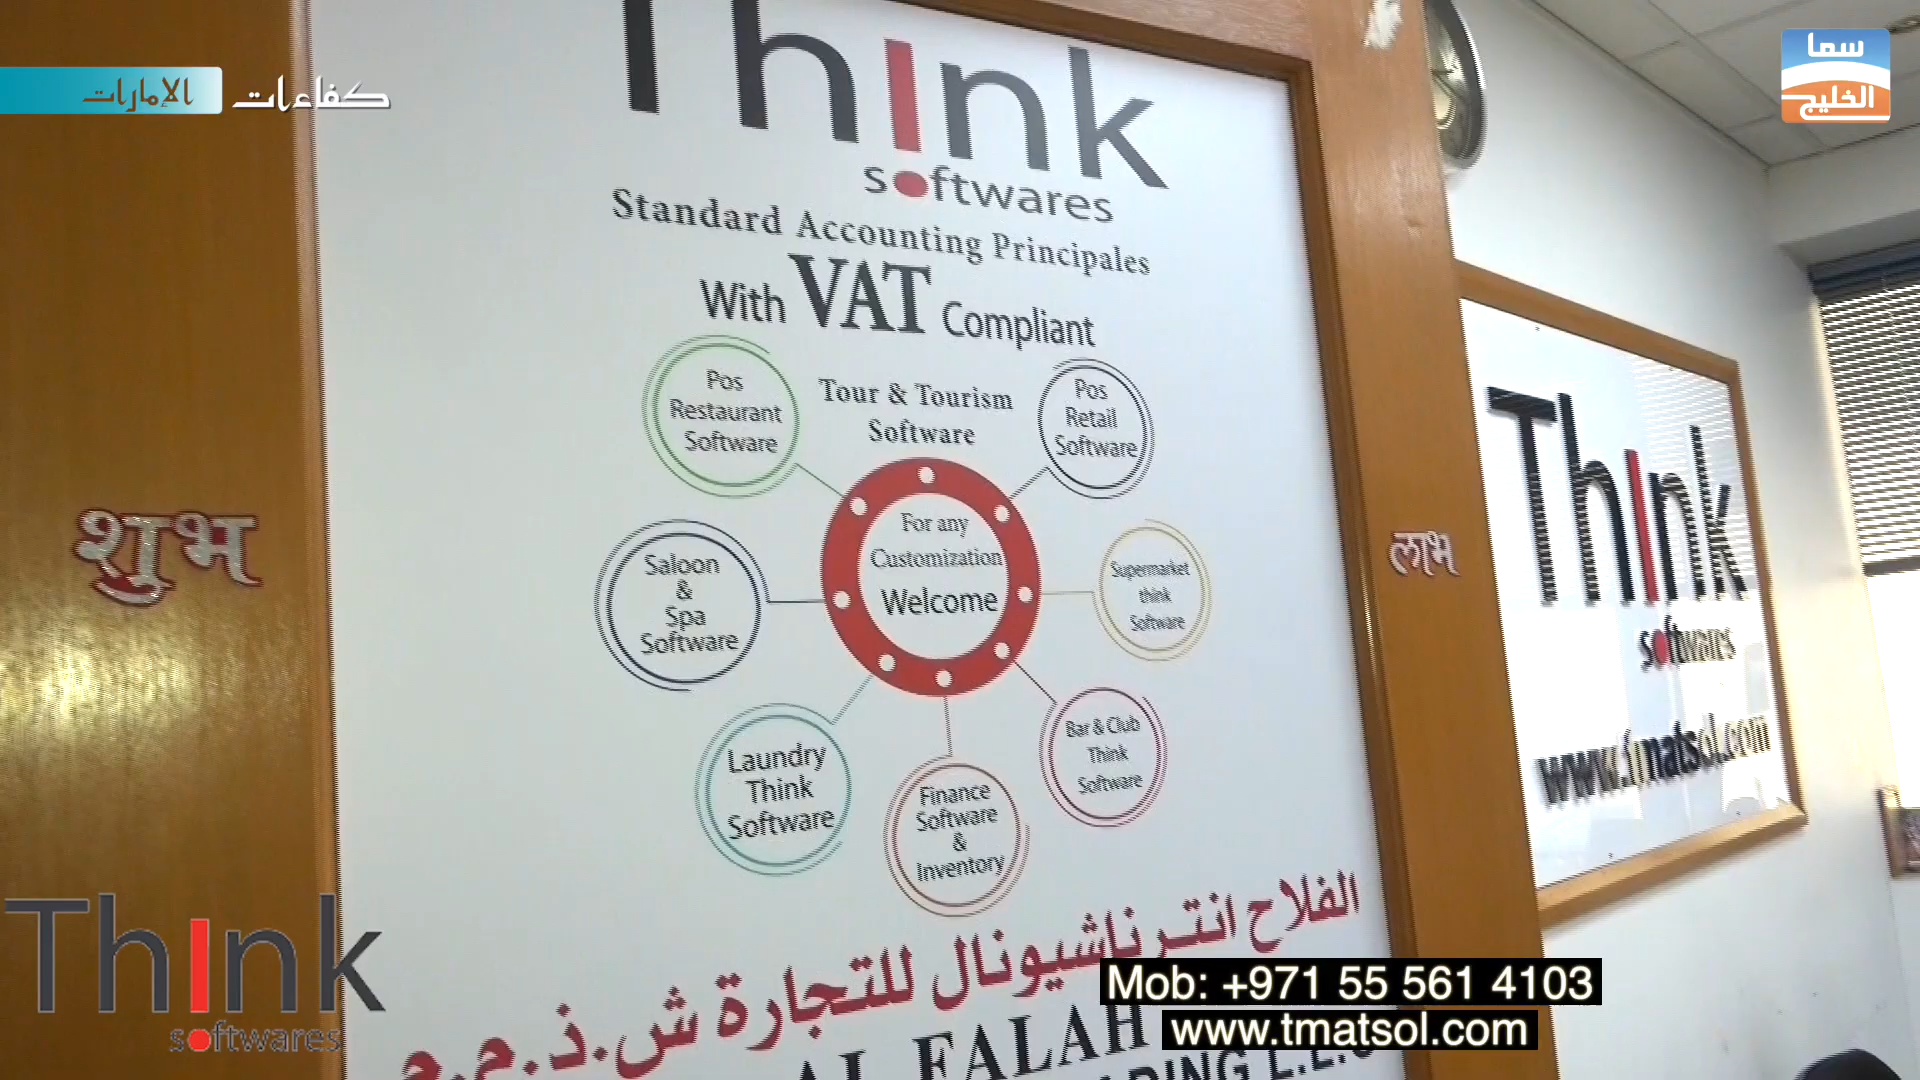 كفاءات الإمارات
سما
الخليج
Think
softwares
Standard Accounting Principales
With VAT Compliant
Pos
Restaurant
Software
Tour & Tourism
Software
Pos
Retail
Software
For any
Customization
Welcome
Saloon
&
Spa
Software
Supermarket
think
Software
Laundry
Think
Software
Finance
Software
&
Inventory
Bar & Club
Think
Software
الفلاح انترناشيونال للتجارة ش.ذ.م.م
AL FALAH
L.L.C
शुभ
लाभ
Think
softwares
www.tmatsol.com
Think
softwares
Mob: +971 55 561 4103
www.tmatsol.com